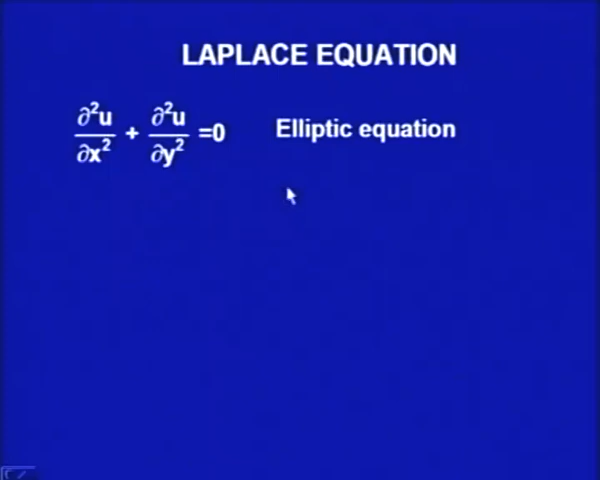 LAPLACE EQUATION
∂²u/∂x² + ∂²u/∂y² =0 Elliptic equation